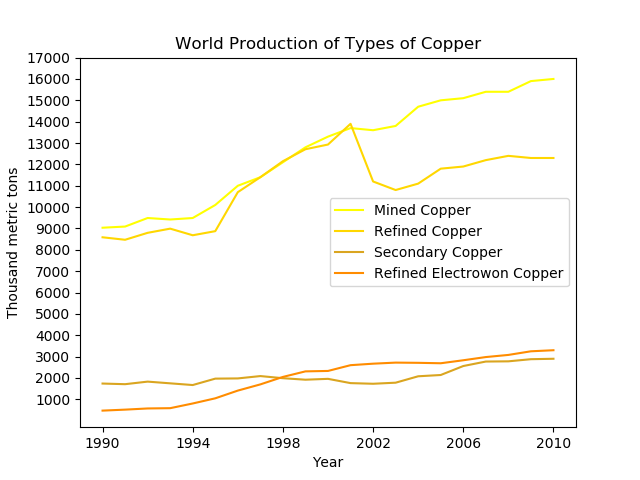 World Production of Types of Copper
17000
16000
15000
14000
13000
12000
11000
10000
9000
8000
7000
6000
5000
4000
3000
2000
1000
Thousand metric tons
Mined Copper
Refined Copper
Secondary Copper
Refined Electrowon Copper
1990 1994 1998 2002 2006 2010
Year